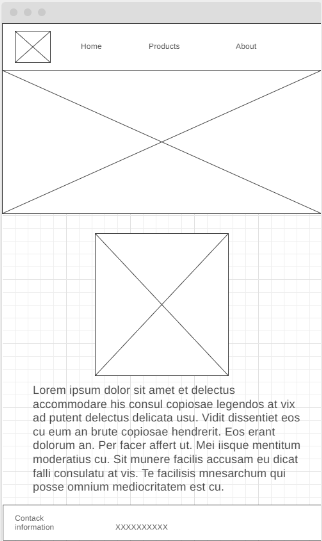 Home Products About
Lorem ipsum dolor sit amet et delectus
accommodare his consul copiosae legendos at vix
ad putent delectus delicata usu. Vidit dissentiet eos
cu eum an brute copiosae hendrerit. Eos erant
dolorum an. Per facer affert ut. Mei iisque mentitum
moderatius cu. Sit munere facilis accusam eu dicat
falli consulatu at vis. Te facilisis mnesarchum qui
posse omnium mediocritatem est cu.
Contack
information XXXXXXXXXX